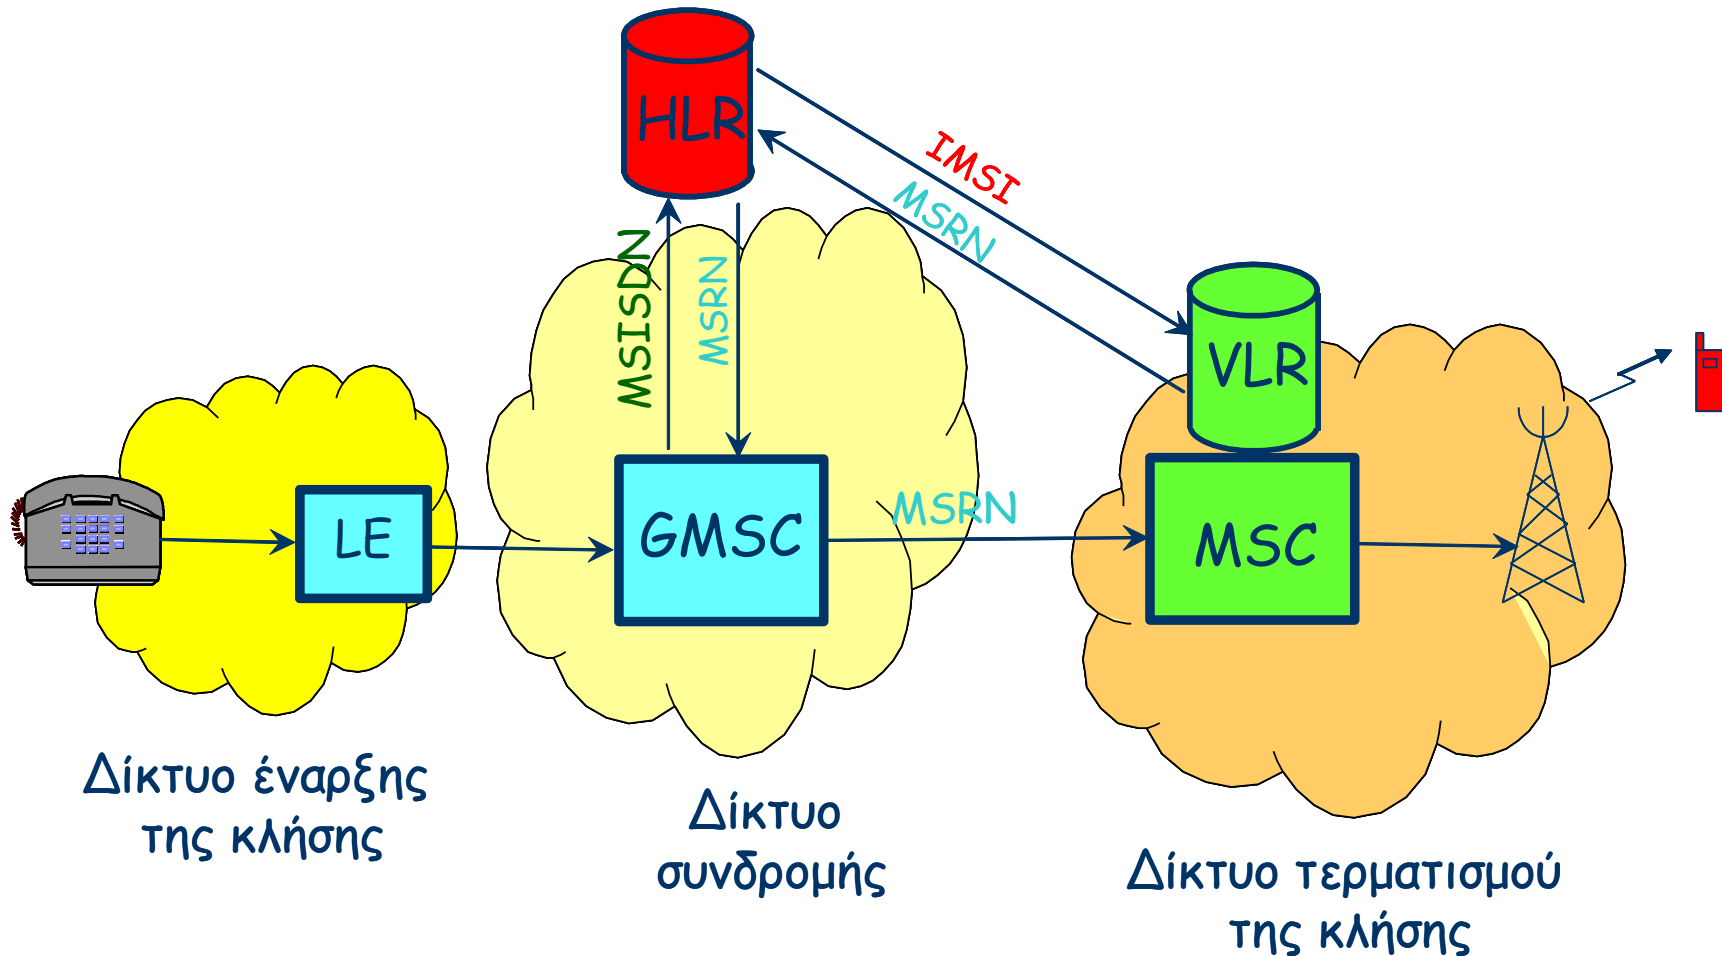 HLR
IMSI
MSRN
MSISDN
MSRN
VLR
LE
GMSC
MSRN
MSC
Δίκτυο έναρξης
της κλήσης
Δίκτυο
συνδρομής
Δίκτυο τερματισμού
της κλήσης